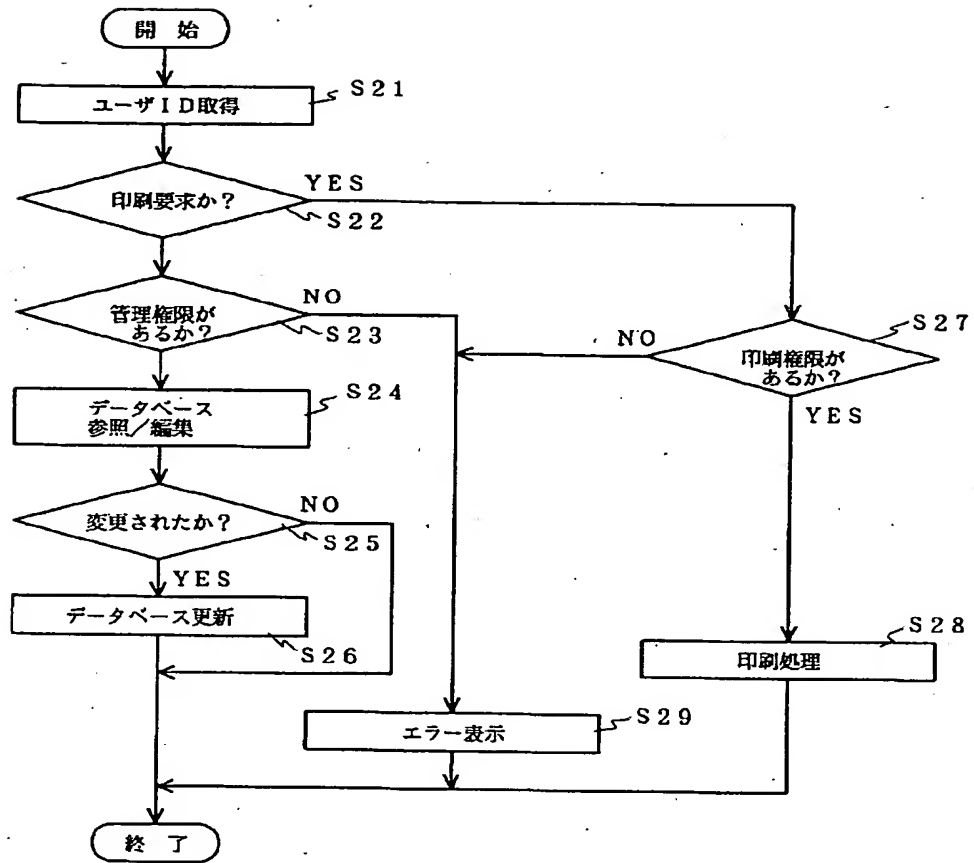 開 始
ユーザID取得
S21
印刷要求か?
YES
S22
管理権限が
あるか?
NO
S23
NO
印刷権限が
あるか?
S27
YES
データベース
参照/編集
S24
変更されたか?
NO
S25
YES
データベース更新
S26
印刷処理
S28
エラー表示
S29
終 了